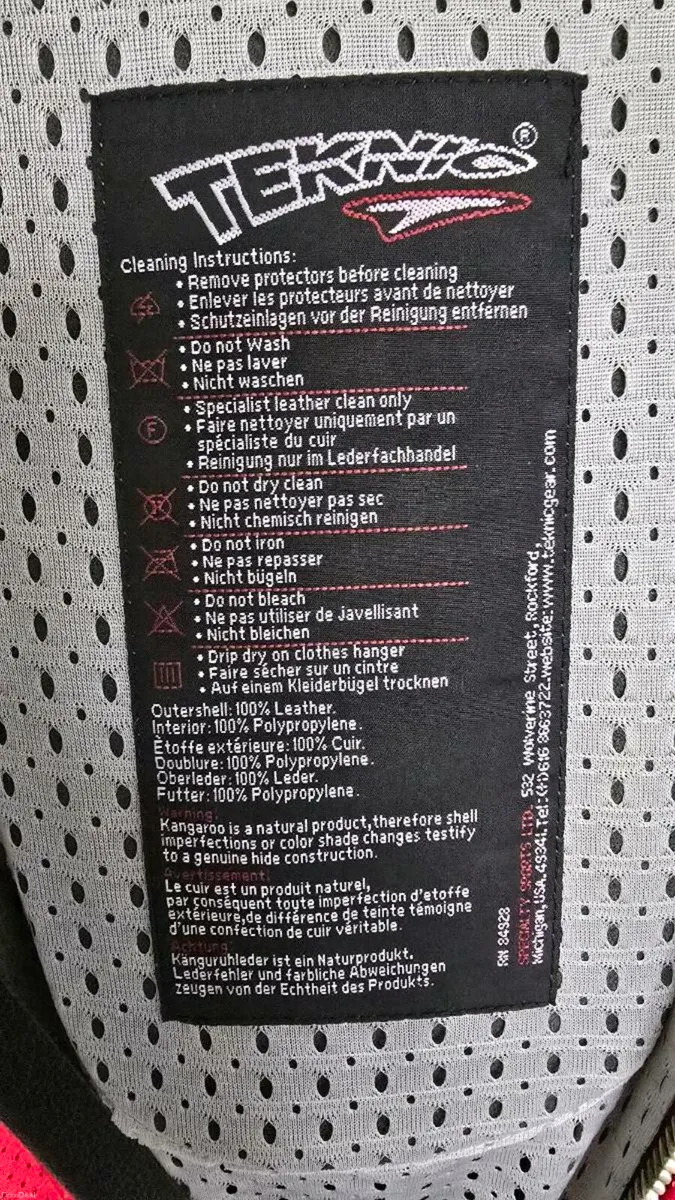 TEKNIC®
Cleaning Instructions:
• Remove protectors before cleaning
• Enlever les protecteurs avant de nettoyer
• Schutzeinlagen vor der Reinigung entfernen
• Do not Wash
• Ne pas laver
• Nicht waschen
F
• Specialist leather clean only
• Faire nettoyer uniquement par un
spécialiste du cuir
• Reinigung nur im Lederfachhandel
• Do not dry clean
• Ne pas nettoyer pas sec
• Nicht chemisch reinigen
• Do not iron
• Ne pas repasser
• Nicht bügeln
• Do not bleach
• Ne pas utiliser de Javellisant
• Nicht bleichen
• Drip dry on clothes hanger
• Faire sécher sur un cintre
• Auf einem Kleiderbügel trocknen
Outershell: 100% Leather.
Interior: 100% Polypropylene.
Ètoffe extérieure: 100% Cuir.
Doublure: 100% Polypropylene.
Oberleder: 100% Leder.
Futter: 100% Polypropylene.
Warning:
Kangaroo is a natural product, therefore shell
imperfections or color shade changes testify
to a genuine hide construction.
Avertissement:
Le cuir est un produit naturel,
par conséquent toute imperfection d'etoffe
extérieure, de différence de teinte témoigne
d'une confection de cuir véritable.
Achtung:
Känguruhleder ist ein Naturprodukt.
Lederfehler und farbliche Abweichungen
zeugen von der Echtheit des Produkts.
RN 84928
SPECIALTY SPORTS LTD. 592 Wolverine Street, Rockford,
Michigan, USA. 49341. Tel: (H) 616 8663722. website: www.teknicgear.com